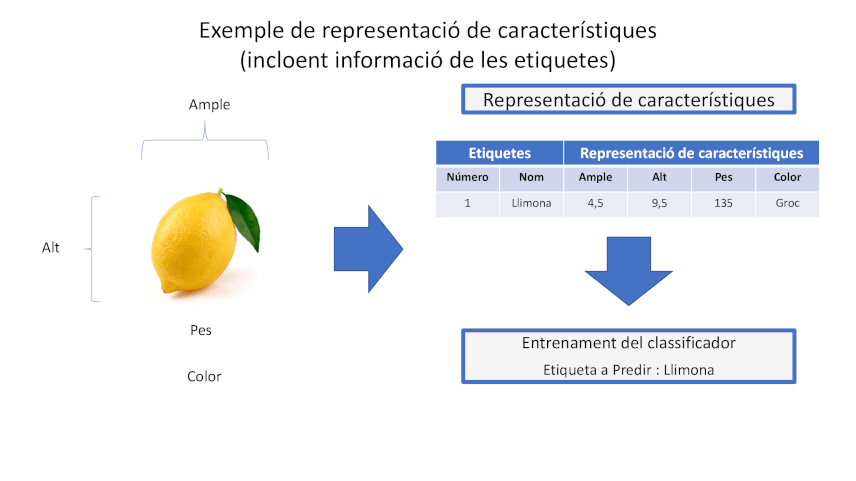 Exemple de representació de característiques
(incloent informació de les etiquetes)
Ample
Alt
Pes
Color
Representació de característiques
Etiquetes Representació de característiques
Número Nom Ample Alt Pes Color
1 Llimona 4,5 9,5 135 Groc
Entrenament del classificador
Etiqueta a Predir : Llimona